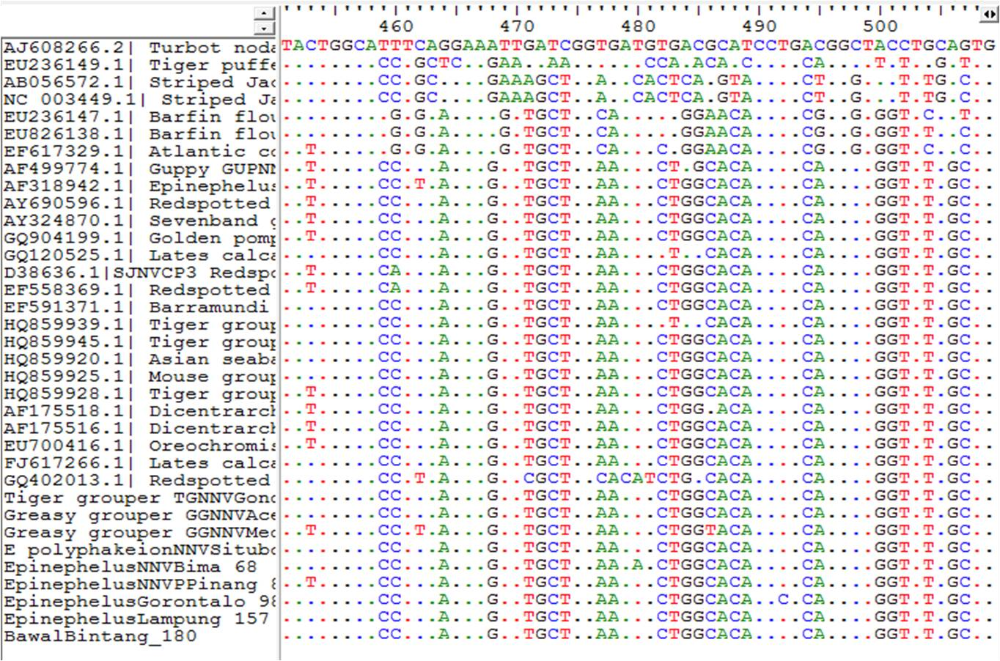 460 470 480 490 500
AJ608266.2| Turbot noda TACTGGCATTTCAGGAAATTGATCGGTGATGTGACGCATCCTGACGGCTACCTGCAGTG
EU236149.1| Tiger puffe ........CC.GCTC..GAA..AA......CCA.ACA.C....CA....T.T..G.T..
AB056572.1| Striped Jac ........CC.GC....GAAAGCT..A..CACTCA.GTA....CT..G...T.TG.C..
NC 003449.1| Striped Ja ........CC.GC....GAAAGCT..A..CACTCA.GTA....CT..G...T.TG.C..
EU236147.1| Barfin flou .........G.G.A....G.TGCT..CA.....GGAACA....CG..G.GGT.C..T..
EU826138.1| Barfin flou .........G.G.A....G.TGCT..CA.....GGAACA....CG..G.GGT.T..C..
EF617329.1| Atlantic co ..T......G.G.A....G.TGCT..CA...C.GGAACA....CG..G.GGT.C..C..
AF499774.1| Guppy GUPNN ..T.....CC...A...G..TGCT..AA...CT.GCACA....CA....GGT.T.GC..
AF318942.1| Epinephelus ..T.....CC.T.A...G..TGCT..AA...CTGGCACA....CA....GGT.T.GC..
AY690596.1| Redspotted ..T.....CC...A...G..TGCT..AA...CTGGCACA....CA....GGT.T.GC..
AY324870.1| Sevenband g ..T.....CC...A...G..TGCT..AA...CTGGCACA....CA....GGT.T.GC..
GQ904199.1| Golden pomp ..T.....CC...A...G..TGCT..AA...CTGGCACA....CA....GGT.T.GC..
GQ120525.1| Lates calca ........CC...A...G..TGCT..AA....T..CACA....CA....GGT.T.GC..
D38636.1|SJNVCP3 Redspo ..T.....CA...A...G..TGCT..AA...CTGGCACA....CA....GGT.T.GC..
EF558369.1| Redspotted ..T.....CA...A...G..TGCT..AA...CTGGCACA....CA....GGT.T.GC..
EF591371.1| Barramundi ........CC...A...G..TGCT..AA...CTGGCACA....CA....GGT.T.GC..
HQ859939.1| Tiger group ........CC...A...G..TGCT..AA....T..CACA....CA....GGT.T.GC..
HQ859945.1| Tiger group ........CC...A...G..TGCT..AA...CTGGCACA....CA....GGT.T.GC..
HQ859920.1| Asian seaba ........CC...A...G..TGCT..AA...CTGGCACA....CA....GGT.T.GC..
HQ859925.1| Mouse group ........CC...A...G..TGCT..AA...CTGGCACA....CA....GGT.T.GC..
HQ859928.1| Tiger group ..T.....CC...A...G..TGCT..AA...CTGGCACA....CA....GGT.T.GC..
AF175518.1| Dicentrarch ..T.....CC...A...G..TGCT..AA...CTGG.ACA....CA....GGT.T.GC..
AF175516.1| Dicentrarch ..T.....CC...A...G..TGCT..AA...CTGGCACA....CA....GGT.T.GC..
EU700416.1| Oreochromis ..T.....CC...A...G..TGCT..AA...CTGGCACA....CA....GGT.T.GC..
FJ617266.1| Lates calca ........CC...A...G..TGCT..AA...CTGGCACA....CA....GGT.T.GC..
GQ402013.1| Redspotted ........CC.T.A...G..CGCT..CACATCTG.CACA....CA....GGT.T.GC..
Tiger grouper TGNNVGond ........CC...A...G..TGCT..AA...CTGGCACA....CA....GGT.T.GC..
Greasy grouper GGNNVAce ........CC...A...G..TGCT..AA...CTGGCACA....CA....GGT.T.GC..
Greasy grouper GGNNVMed ..T.....CC.T.A...G..TGCT..AA...CTGGTACA....CA....GGT.T.GC..
E polyphakeionNNVSitubo ........CC...A...G..TGCT..AA...CTGGCACA....CA....GGT.T.GC..
EpinephelusNNVBima 68 ........CC...A...G..TGCT..AA.A.CTGGCACA....CA....GGT.T.GC..
EpinephelusNNVPPinang 8 ..T.....CC...A...G..TGCT..AA...CTGGCACA....CA....GGT.T.GC..
EpinephelusGorontalo 98 ........CC...A...G..TGCT..AA...CTGGCACA..C.CA....GGT.T.GC..
EpinephelusLampung 157 ........CC...A...G..TGCT..AA...CTGGCACA....CA....GGT.T.GC..
BawalBintang_180 ........CC...A...G..TGCT..AA...CTGGCACA....CA....GGT.T.GC..